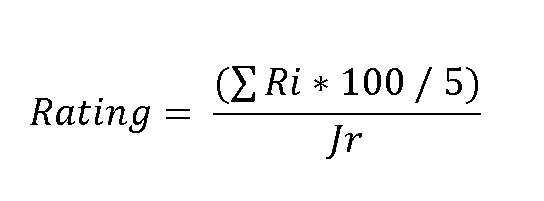 Rating = (∑ Ri * 100 / 5)
Jr